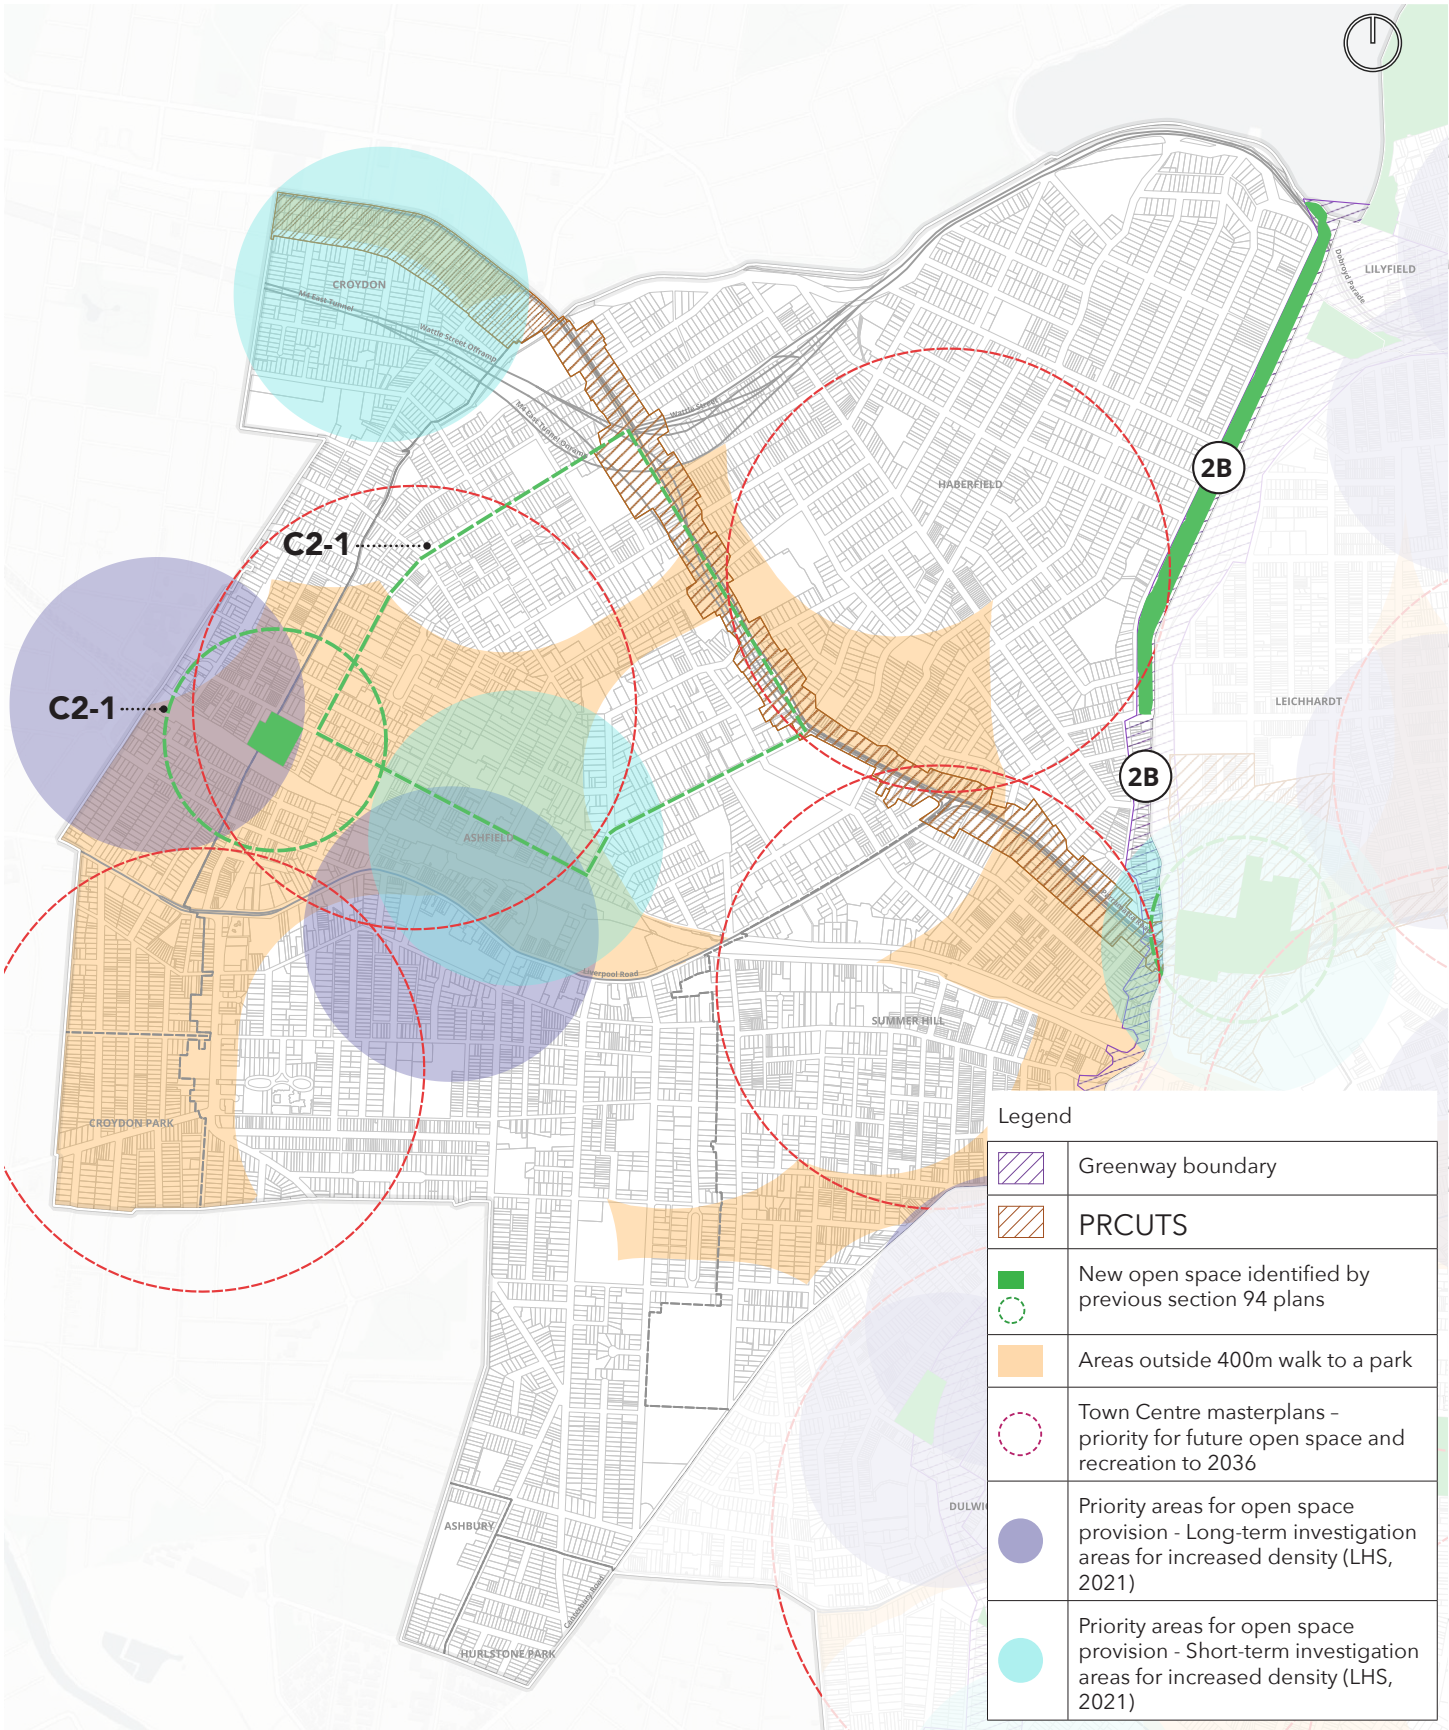 CROYDON
M4 East Tunnel
Wattle Street Offramp
LILYFIELD
Dobroyd Parade
Wattle Street
M4 East Tunnel Onramp
2B
HABERFIELD
C2-1
C2-1
LEICHHARDT
2B
ASHFIELD
Liverpool Road
SUMMER HILL
CROYDON PARK
ASHBURY
Canterbury Road
HURLSTONE PARK
DULWI
Legend
Greenway boundary
PRCUTS
New open space identified by
previous section 94 plans
Areas outside 400m walk to a park
Town Centre masterplans –
priority for future open space and
recreation to 2036
Priority areas for open space
provision - Long-term investigation
areas for increased density (LHS,
2021)
Priority areas for open space
provision - Short-term investigation
areas for increased density (LHS,
2021)